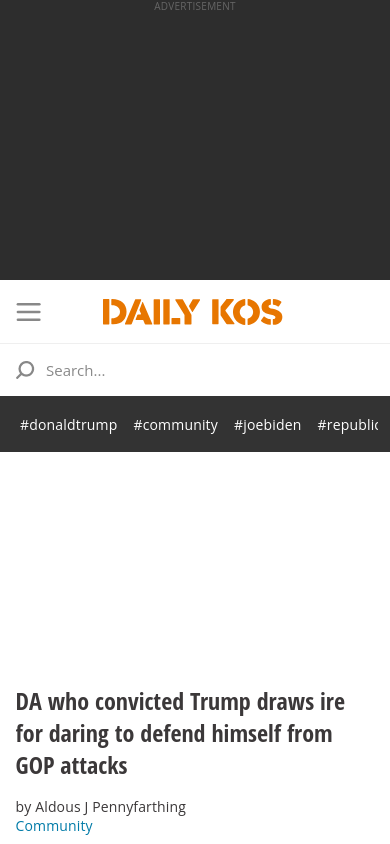 ADVERTISEMENT
DAILY KOS
Search...
#donaldtrump #community #joebiden #republic
DA who convicted Trump draws ire
for daring to defend himself from
GOP attacks
by Aldous J Pennyfarthing
Community